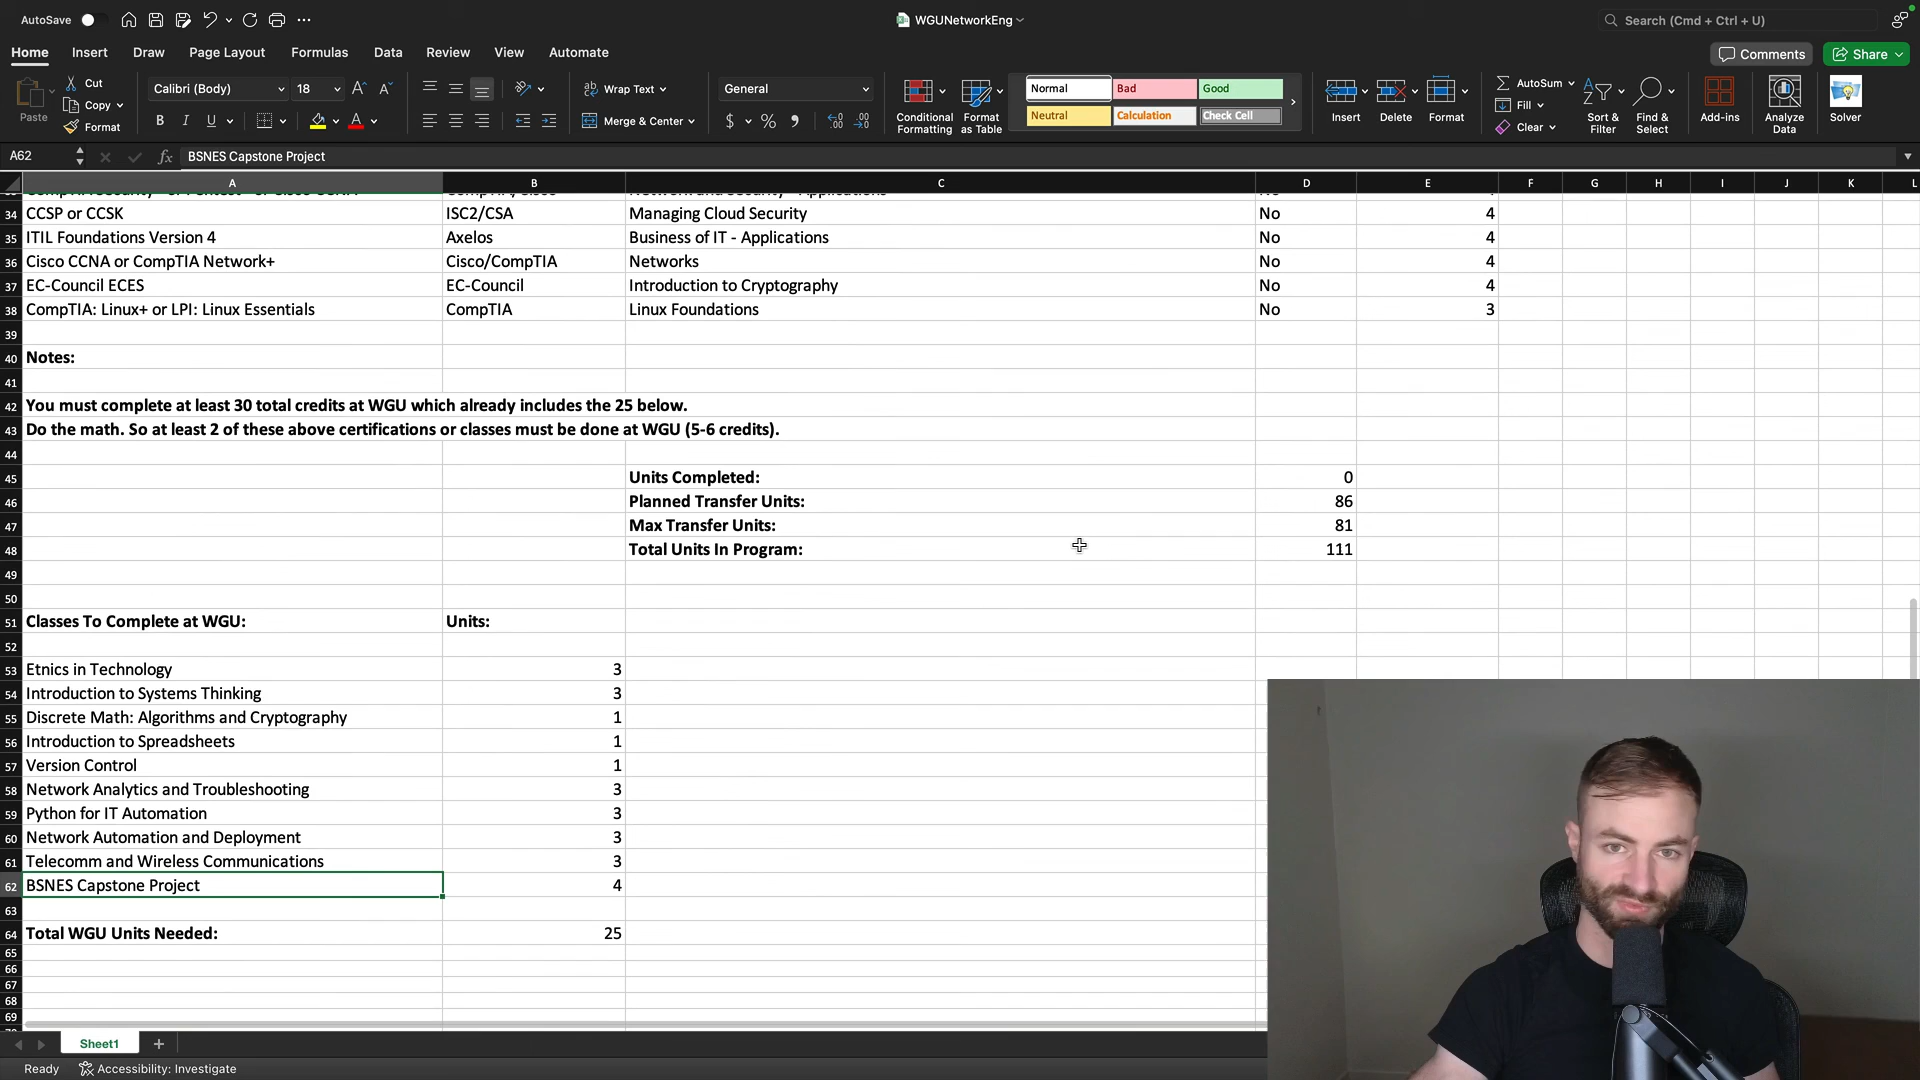 AutoSave
WGUNetworkEng
Search (Cmd + Ctrl + U)
Home Insert Draw Page Layout Formulas Data Review View Automate
Comments Share
Paste
Cut
Copy
Format
Calibri (Body) 18
B I U
A
Wrap Text
Merge & Center
General
$ %
Conditional Formatting
Format as Table
Normal Bad Good
Neutral Calculation Check Cell
Insert Delete Format
AutoSum
Fill
Clear
Sort & Filter
Find & Select
Add-ins
Analyze Data
Solver
A62 fx BSNES Capstone Project
A B C D E F G H I J K L
34 CCSP or CCSK ISC2/CSA Managing Cloud Security No 4
35 ITIL Foundations Version 4 Axelos Business of IT - Applications No 4
36 Cisco CCNA or CompTIA Network+ Cisco/CompTIA Networks No 4
37 EC-Council ECES EC-Council Introduction to Cryptography No 4
38 CompTIA: Linux+ or LPI: Linux Essentials CompTIA Linux Foundations No 3
39
40 Notes:
41
42 You must complete at least 30 total credits at WGU which already includes the 25 below.
43 Do the math. So at least 2 of these above certifications or classes must be done at WGU (5-6 credits).
44
45 Units Completed: 0
46 Planned Transfer Units: 86
47 Max Transfer Units: 81
48 Total Units In Program: 111
49
50
51 Classes To Complete at WGU: Units:
52
53 Etnics in Technology 3
54 Introduction to Systems Thinking 3
55 Discrete Math: Algorithms and Cryptography 1
56 Introduction to Spreadsheets 1
57 Version Control 1
58 Network Analytics and Troubleshooting 3
59 Python for IT Automation 3
60 Network Automation and Deployment 3
61 Telecomm and Wireless Communications 3
62 BSNES Capstone Project 4
63
64 Total WGU Units Needed: 25
65
66
67
68
69
Sheet1
Ready Accessibility: Investigate